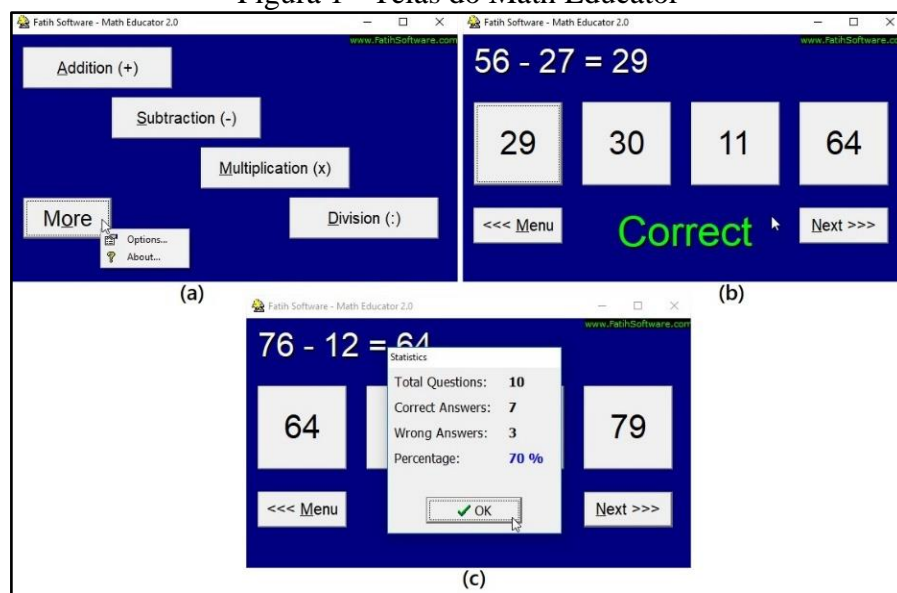 Figura 1 - Telas do Math Educator
Fatih Software - Math Educator 2.0
www.FatihSoftware.com
Addition (+)
Subtraction (-)
Multiplication (x)
Division (:)
More
Options...
About...
(a)
Fatih Software - Math Educator 2.0
www.FatihSoftware.co
56 - 27 = 29
29
30
11
64
<<< Menu
Correct
Next >>>
(b)
Fatih Software - Math Educator 2.0
www.FatihSoftware.com
76 - 12 = 64
Statistics
Total Questions: 10
Correct Answers: 7
Wrong Answers: 3
Percentage: 70 %
OK
64
79
<<< Menu
Next >>>
(c)